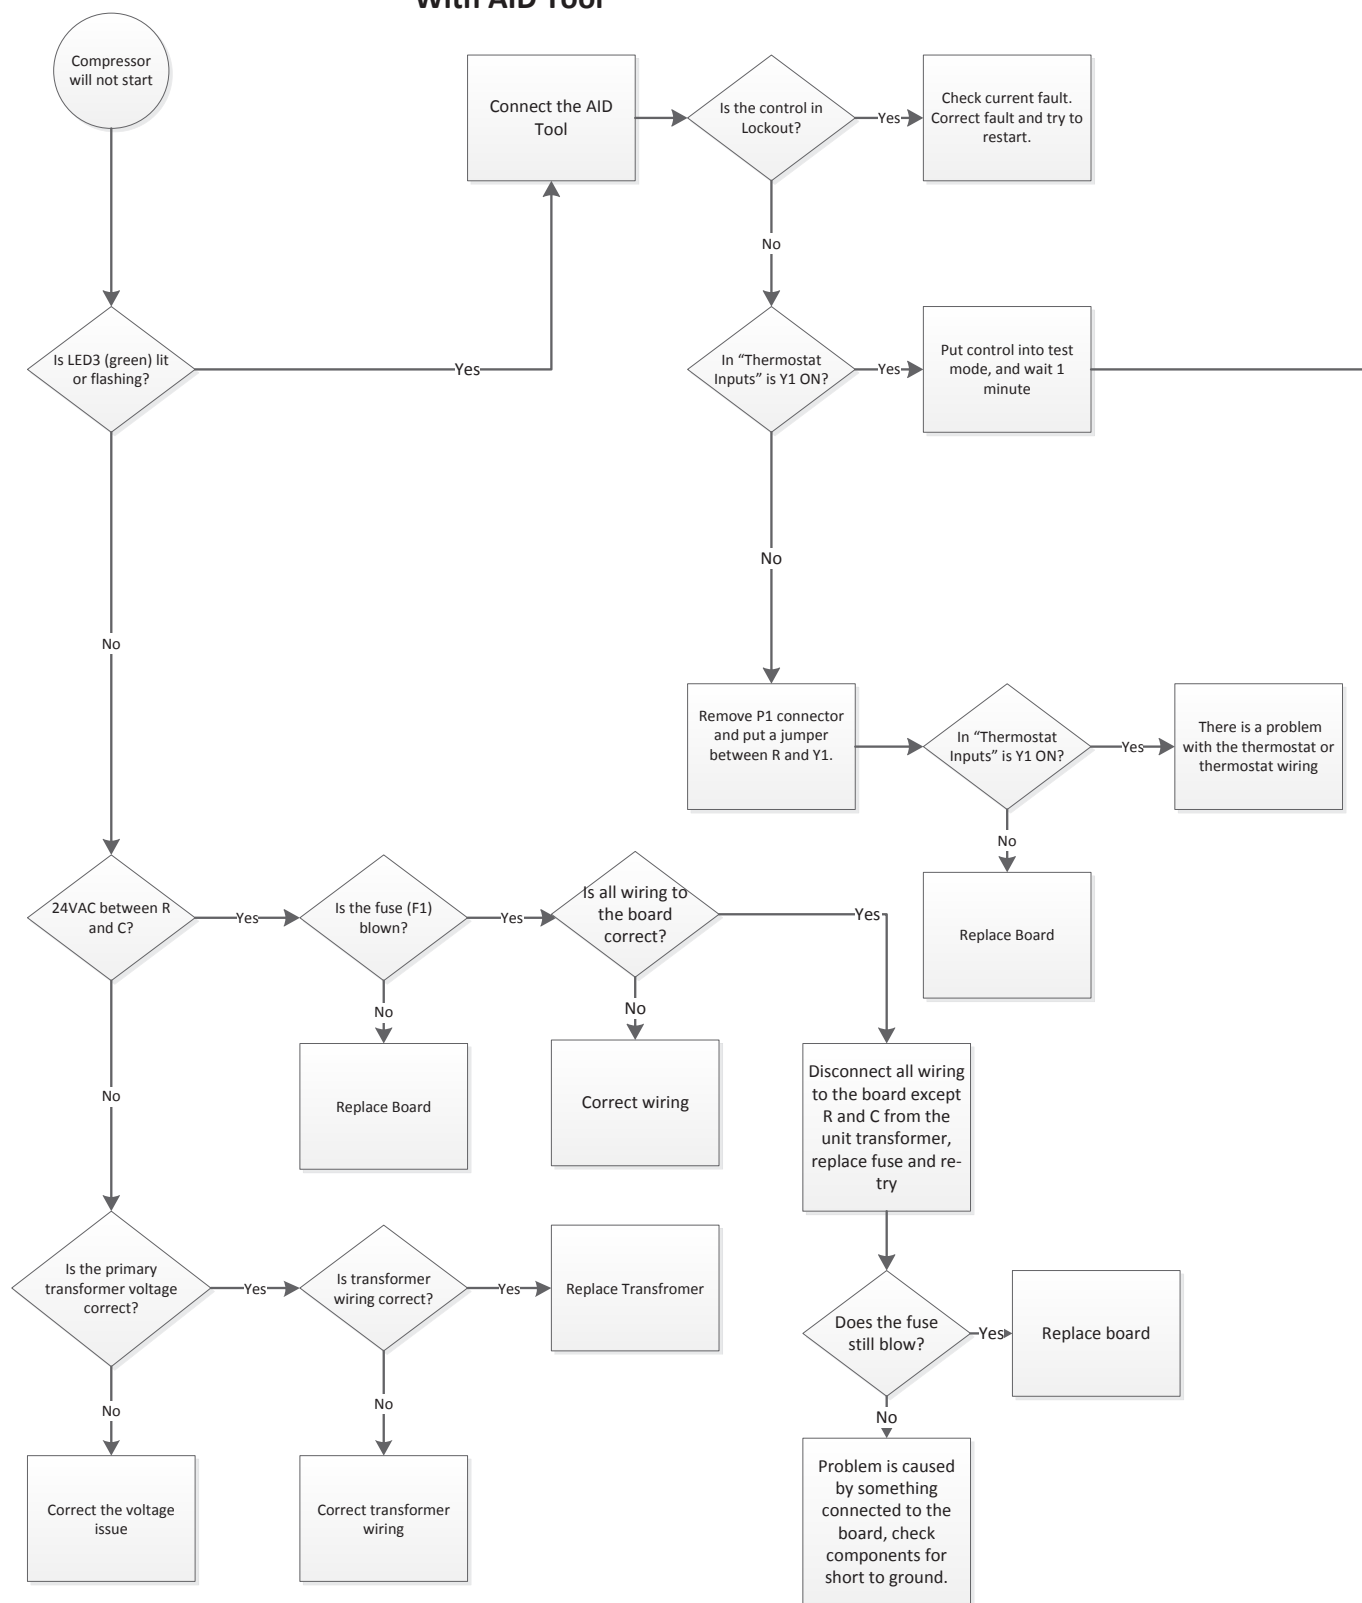 With AID Tool
Compressor
will not start
Connect the AID
Tool
Is the control in
Lockout?
Yes
Check current fault.
Correct fault and try to
restart.
No
Is LED3 (green) lit
or flashing?
Yes
In “Thermostat
Inputs” is Y1 ON?
Yes
Put control into test
mode, and wait 1
minute
No
No
Remove P1 connector
and put a jumper
between R and Y1.
In “Thermostat
Inputs” is Y1 ON?
Yes
There is a problem
with the thermostat or
thermostat wiring
No
Replace Board
24VAC between R
and C?
Yes
Is the fuse (F1)
blown?
Yes
Is all wiring to
the board
correct?
Yes
No
Replace Board
No
Correct wiring
Disconnect all wiring
to the board except
R and C from the
unit transformer,
replace fuse and re-
try
No
Is the primary
transformer voltage
correct?
Yes
Is transformer
wiring correct?
Yes
Replace Transfromer
Does the fuse
still blow?
Yes
Replace board
No
Correct the voltage
issue
No
Correct transformer
wiring
No
Problem is caused
by something
connected to the
board, check
components for
short to ground.